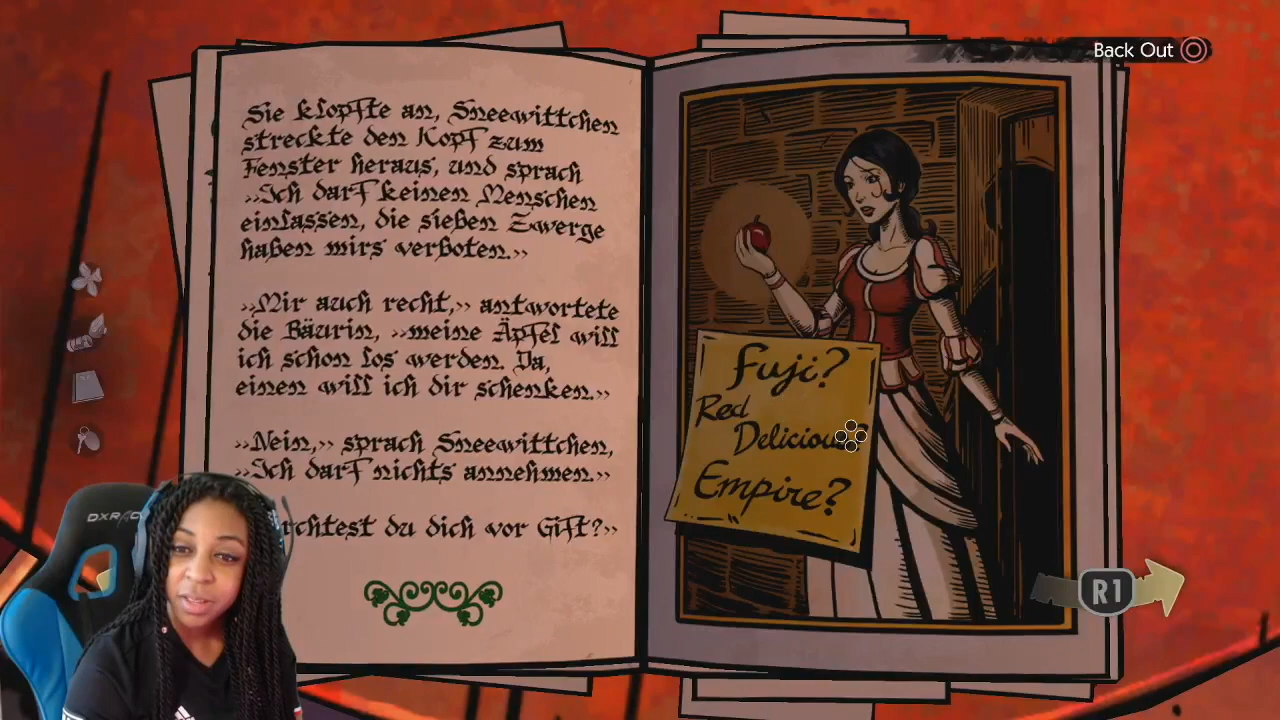 Back Out
Sie klopfte an, Sneewittchen
streckte den Kopf zum
Fenster heraus, und sprach
»Ich darf keinen Menschen
einlassen, die sieben Zwerge
haben mirs verboten.»
»Mir auch recht,» antwortete
die Bäurin, »meine Äpfel will
ich schon los werden. Da,
einen will ich dir schenken.»
»Nein,» sprach Sneewittchen,
»Ich darf nichts annehmen.»
du dich vor Gift?»
Fuji?
Red
Delicious?
Empire?
R1